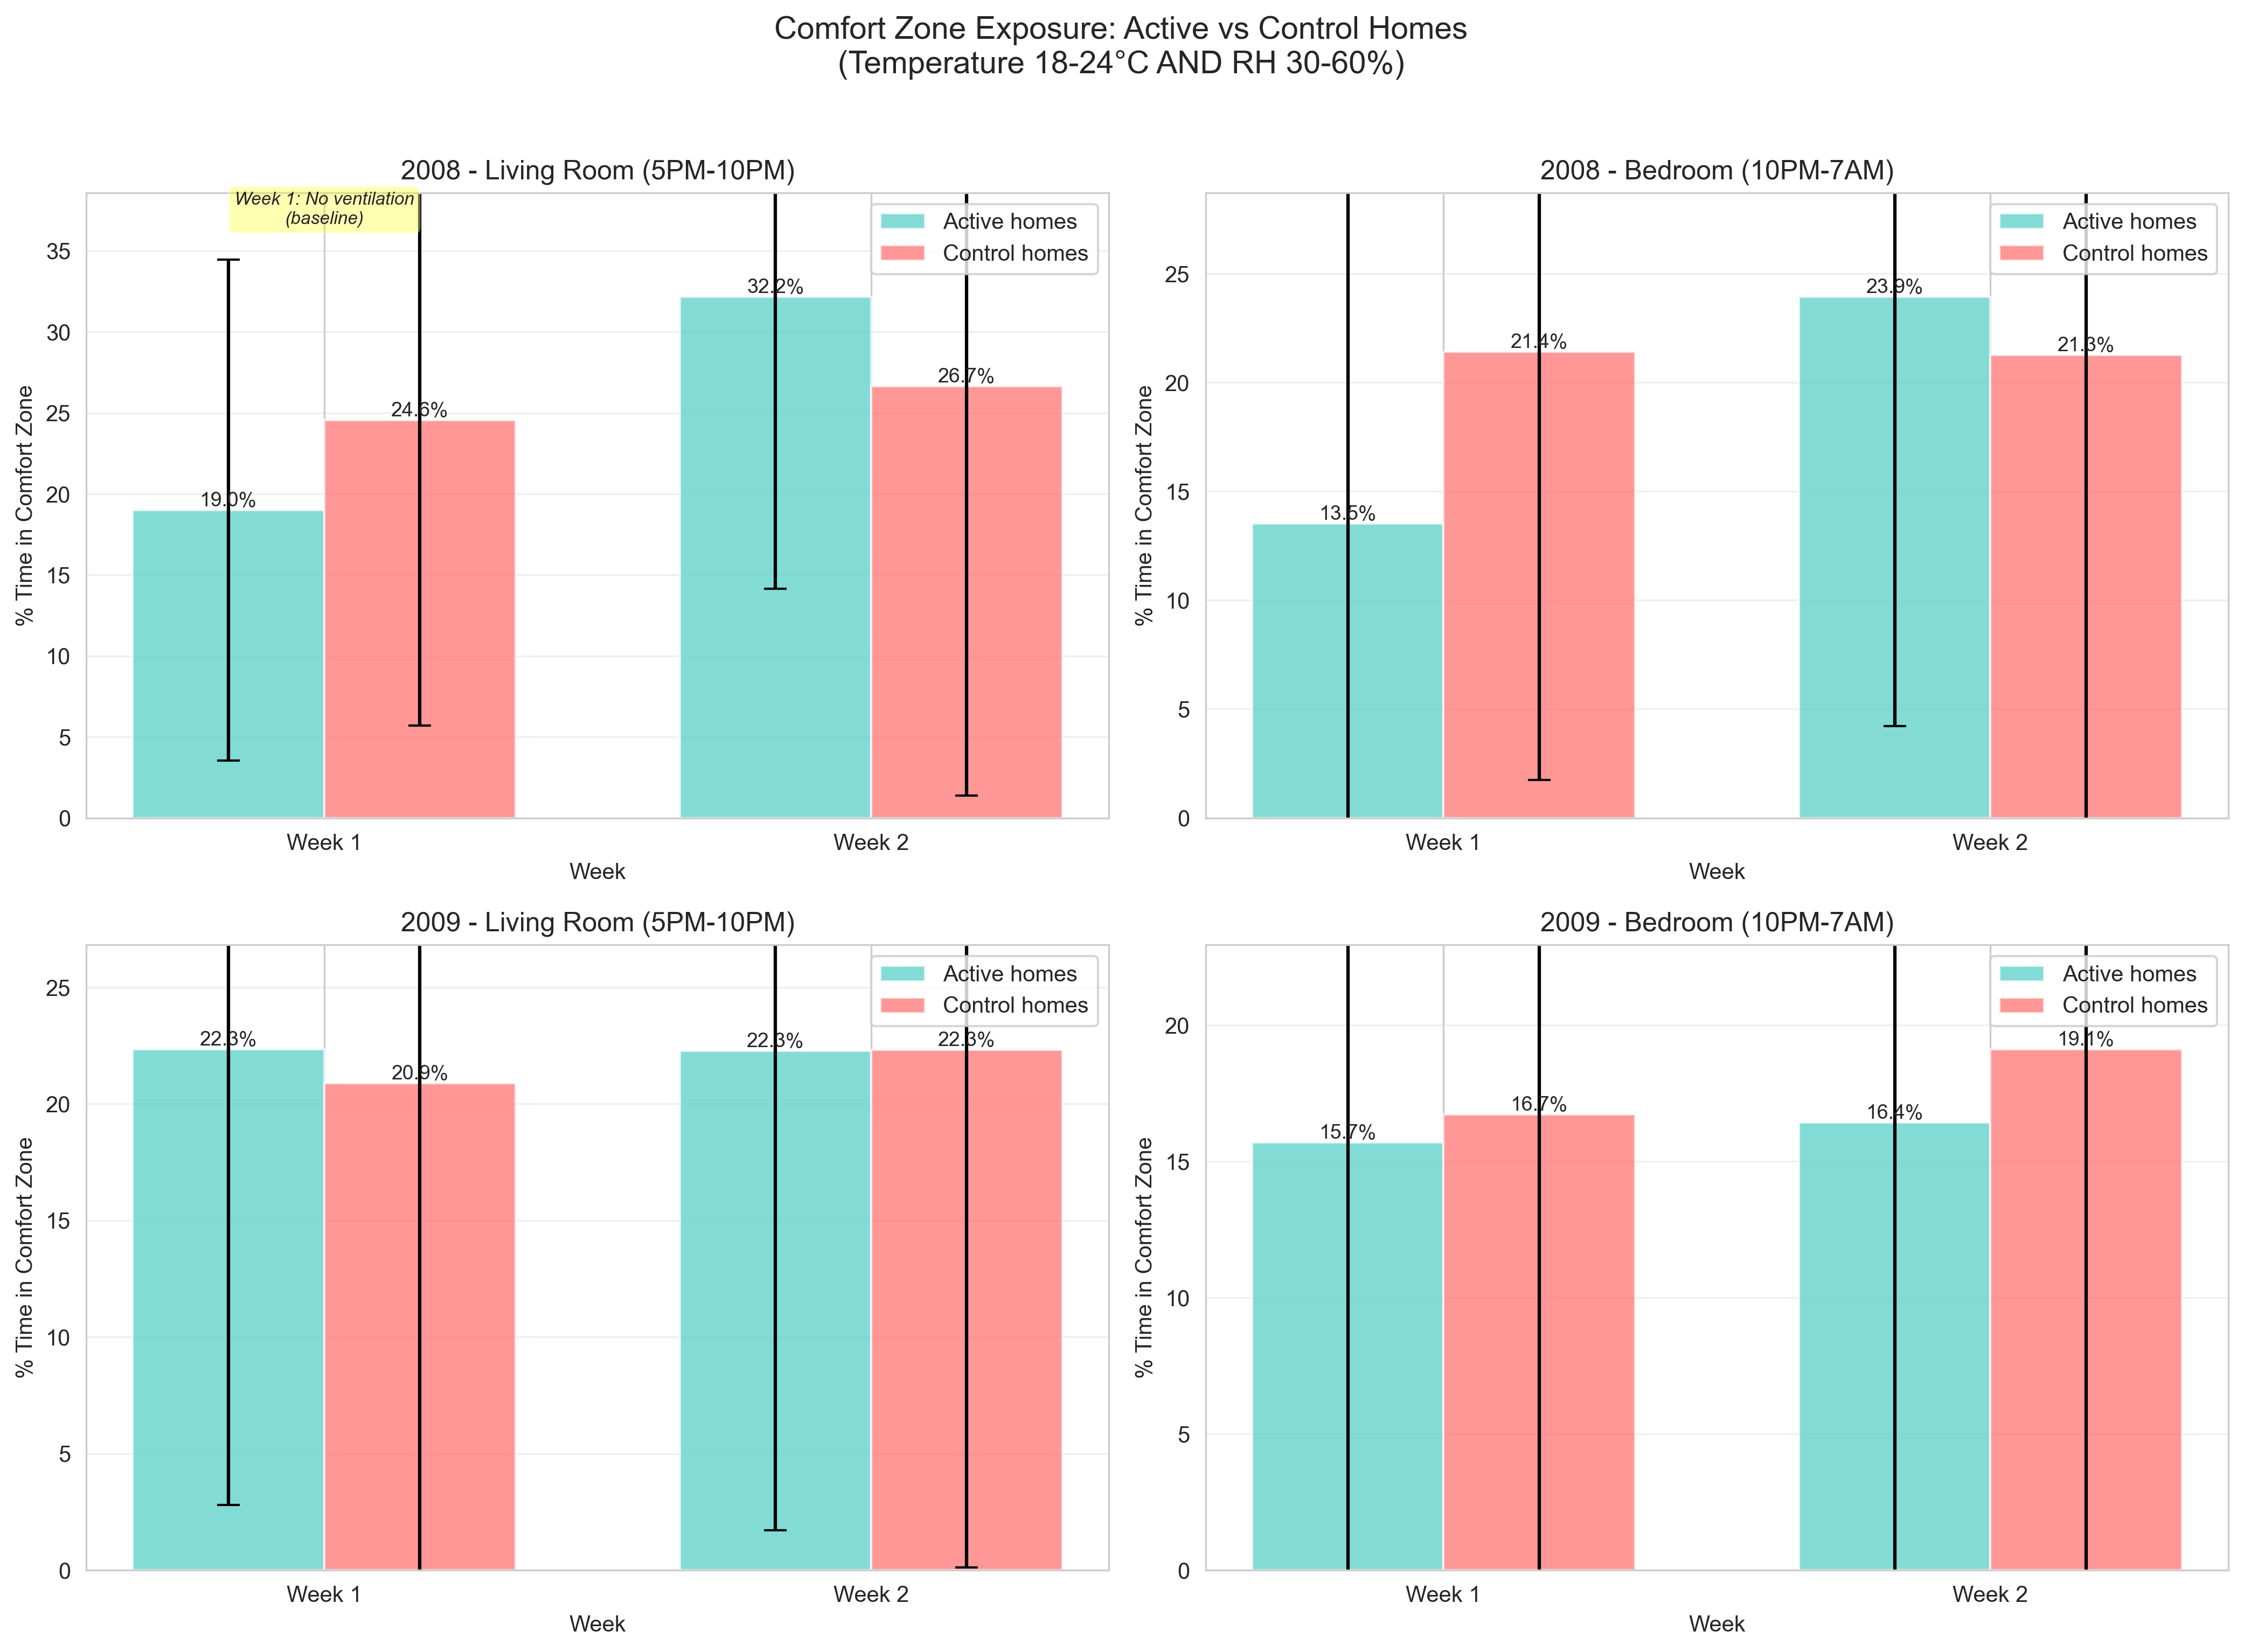 Comfort Zone Exposure: Active vs Control Homes
(Temperature 18-24°C AND RH 30-60%)
2008 - Living Room (5PM-10PM)
Week 1: No ventilation
(baseline)
Active homes
Control homes
% Time in Comfort Zone
35
30
25
20
15
10
5
0
19.0%
24.6%
32.2%
26.7%
Week 1
Week 2
Week
2008 - Bedroom (10PM-7AM)
Active homes
Control homes
% Time in Comfort Zone
25
20
15
10
5
0
13.5%
21.4%
23.9%
21.3%
Week 1
Week 2
Week
2009 - Living Room (5PM-10PM)
Active homes
Control homes
% Time in Comfort Zone
25
20
15
10
5
0
22.3%
20.9%
22.3%
22.3%
Week 1
Week 2
Week
2009 - Bedroom (10PM-7AM)
Active homes
Control homes
% Time in Comfort Zone
20
15
10
5
0
15.7%
16.7%
16.4%
19.1%
Week 1
Week 2
Week